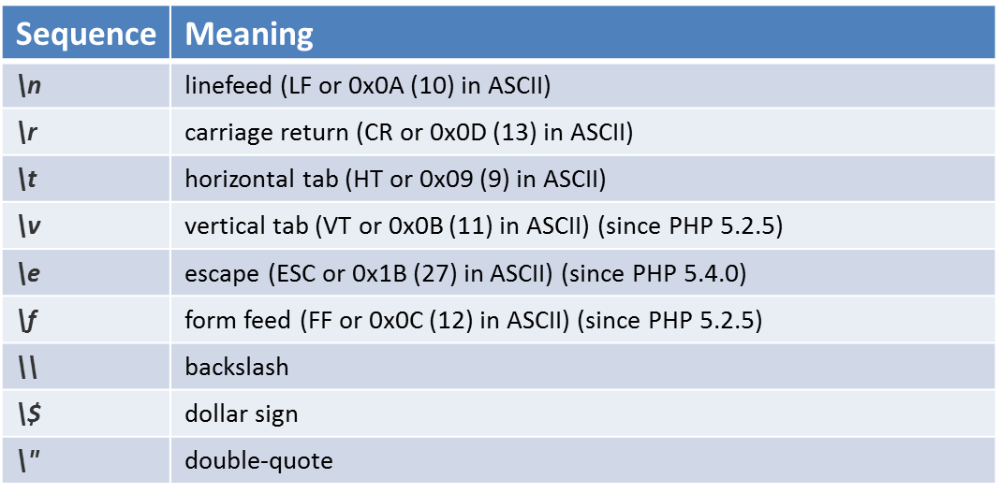 Sequence Meaning
\n linefeed (LF or 0x0A (10) in ASCII)
\r carriage return (CR or 0x0D (13) in ASCII)
\t horizontal tab (HT or 0x09 (9) in ASCII)
\v vertical tab (VT or 0x0B (11) in ASCII) (since PHP 5.2.5)
\e escape (ESC or 0x1B (27) in ASCII) (since PHP 5.4.0)
\f form feed (FF or 0x0C (12) in ASCII) (since PHP 5.2.5)
\\ backslash
\$ dollar sign
\" double-quote